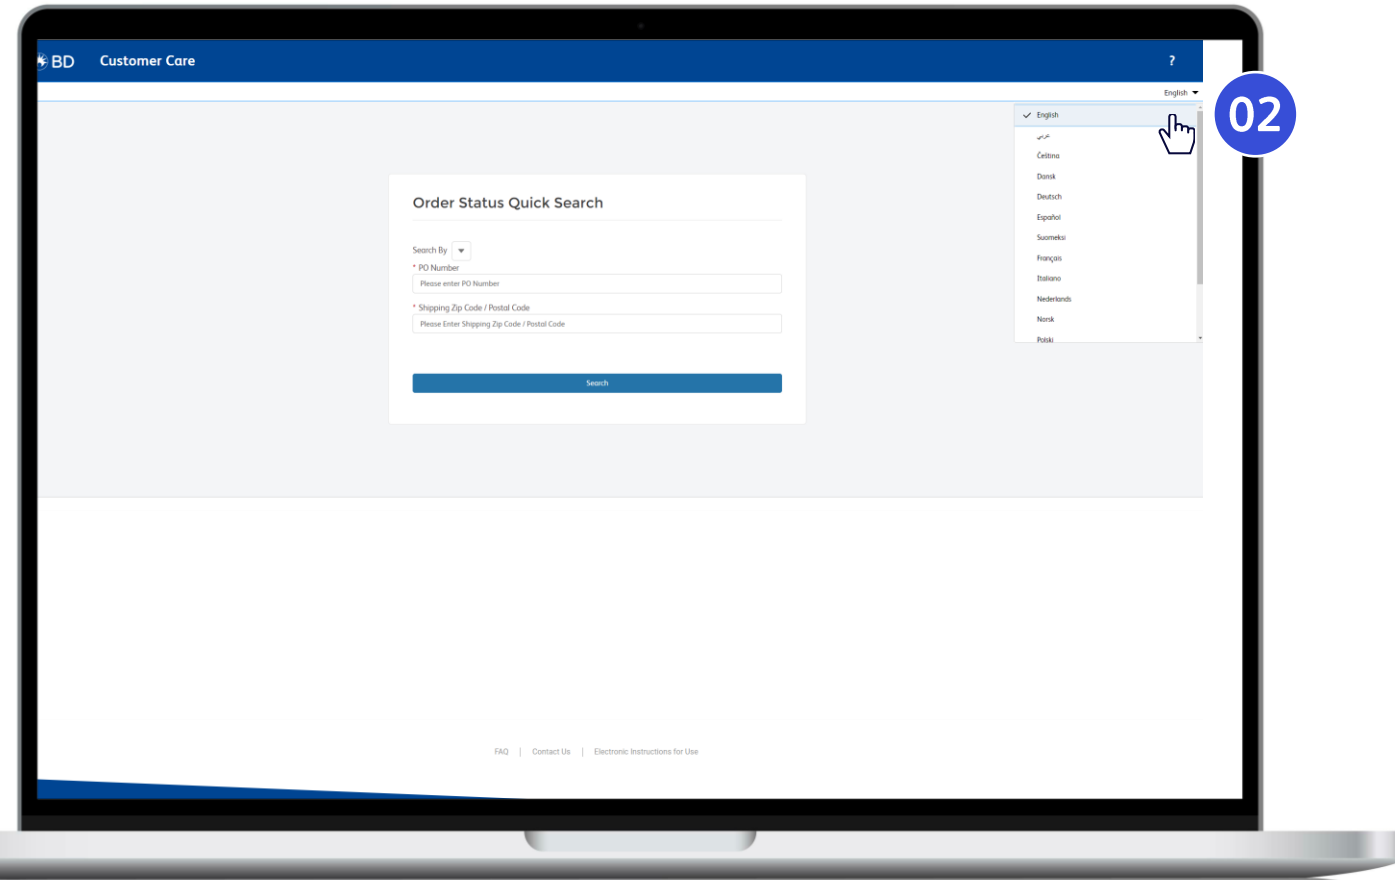 BD Customer Care ?
English
02
English
عربي
Čeština
Dansk
Deutsch
Español
Suomeksi
Français
Italiano
Nederlands
Norsk
Polski
Order Status Quick Search
Search By
* PO Number
Please enter PO Number
* Shipping Zip Code / Postal Code
Please Enter Shipping Zip Code / Postal Code
Search
FAQ | Contact Us | Electronic Instructions for Use